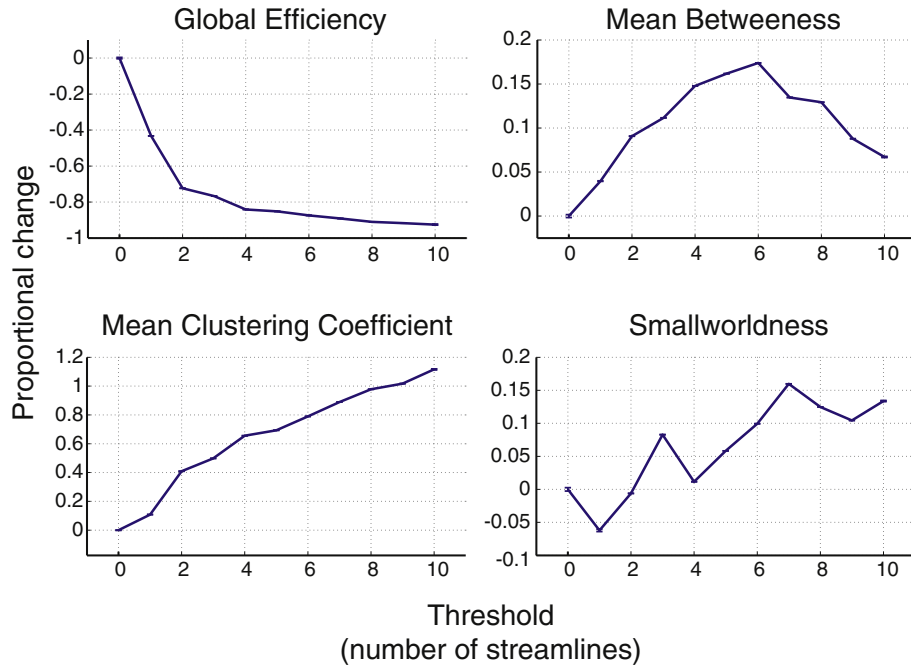 Global Efficiency
0
-0.2
-0.4
-0.6
-0.8
-1
0 2 4 6 8 10
Mean Betweeness
0.2
0.15
0.1
0.05
0
0 2 4 6 8 10
Proportional change
Mean Clustering Coefficient
1.2
1
0.8
0.6
0.4
0.2
0
0 2 4 6 8 10
Smallworldness
0.2
0.15
0.1
0.05
0
-0.05
-0.1
0 2 4 6 8 10
Threshold
(number of streamlines)